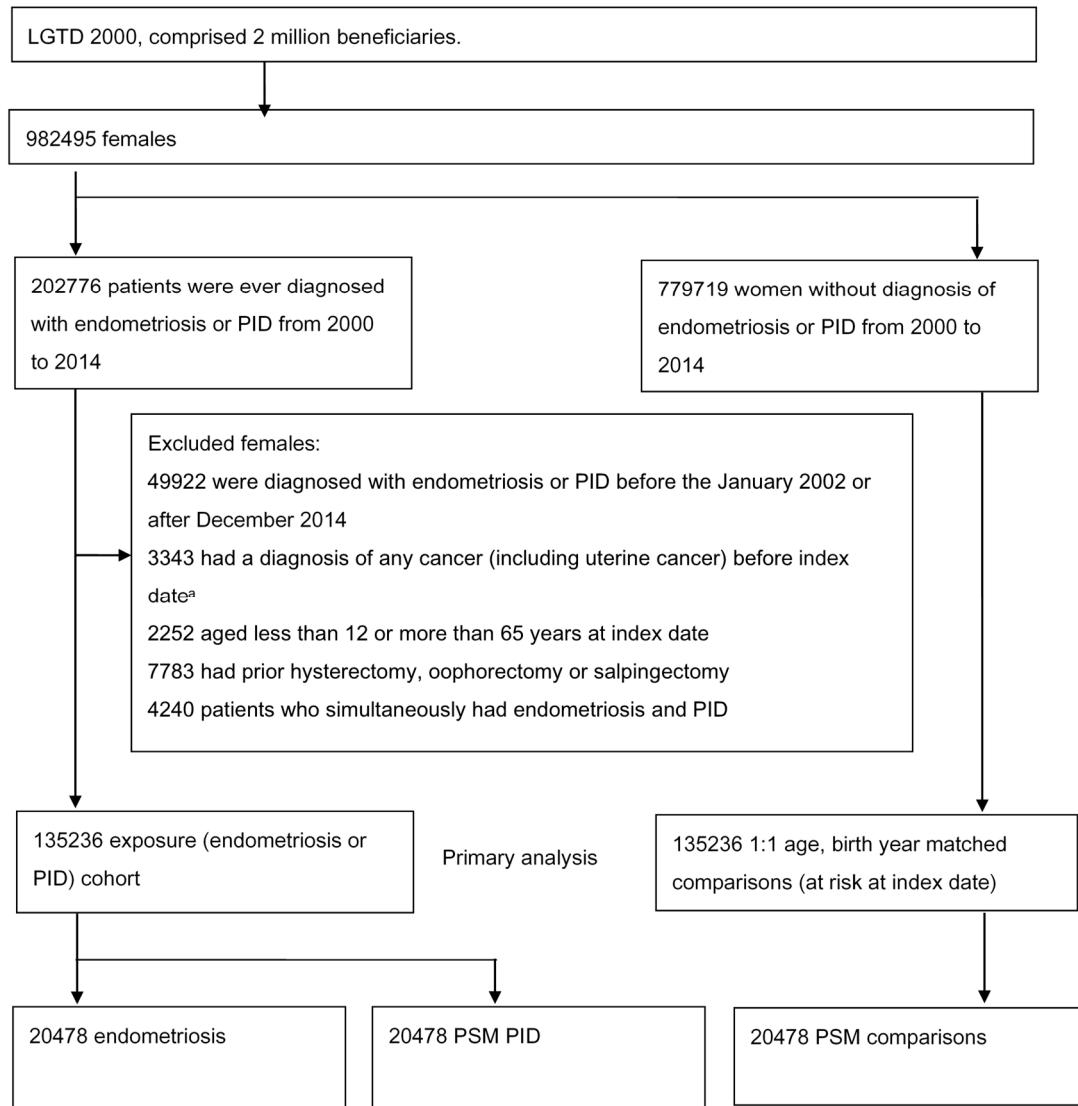 LGTD 2000, comprised 2 million beneficiaries.
982495 females
202776 patients were ever diagnosed
with endometriosis or PID from 2000
to 2014
779719 women without diagnosis of
endometriosis or PID from 2000 to
2014
Excluded females:
49922 were diagnosed with endometriosis or PID before the January 2002 or
after December 2014
3343 had a diagnosis of any cancer (including uterine cancer) before index
dateᵃ
2252 aged less than 12 or more than 65 years at index date
7783 had prior hysterectomy, oophorectomy or salpingectomy
4240 patients who simultaneously had endometriosis and PID
135236 exposure (endometriosis or
PID) cohort
Primary analysis
135236 1:1 age, birth year matched
comparisons (at risk at index date)
20478 endometriosis
20478 PSM PID
20478 PSM comparisons